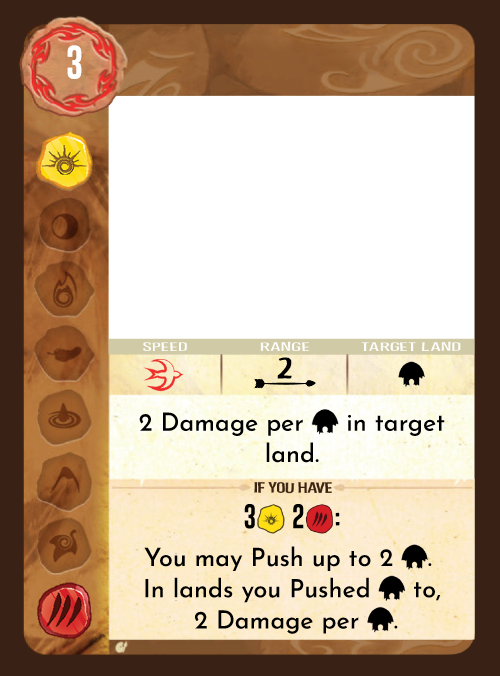 3
SPEED RANGE TARGET LAND
2
2 Damage per in target
land.
IF YOU HAVE
3 2 :
You may Push up to 2 .
In lands you Pushed to,
2 Damage per .